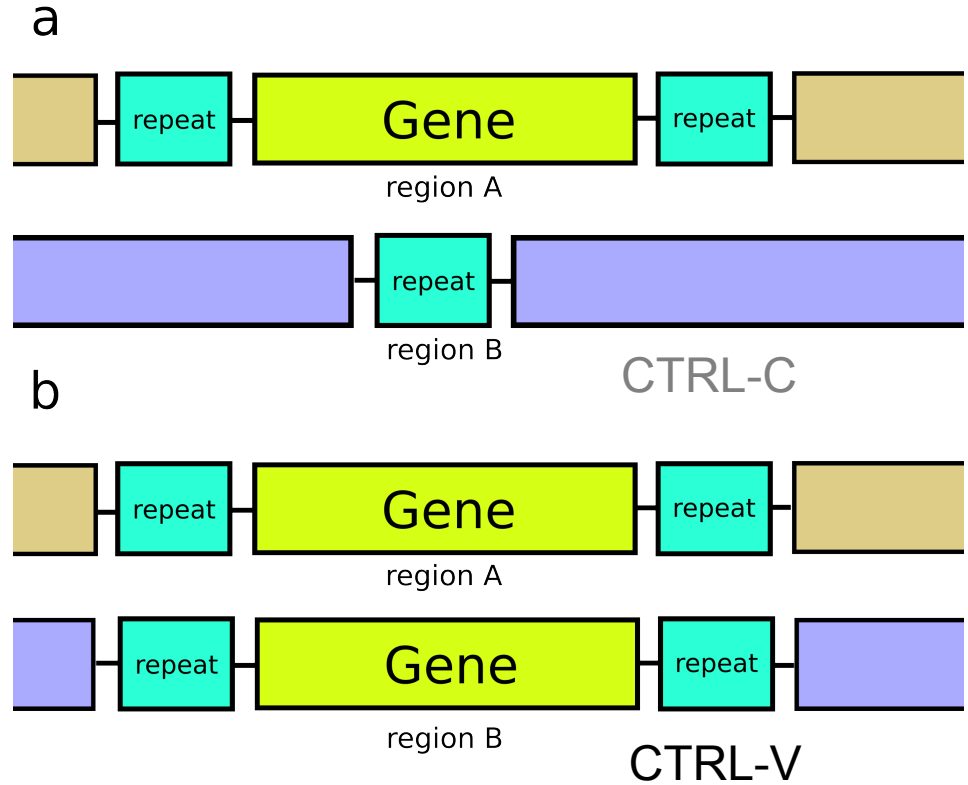 a
repeat Gene repeat
region A
repeat
region B
CTRL-C
b
repeat Gene repeat
region A
repeat Gene repeat
region B
CTRL-V